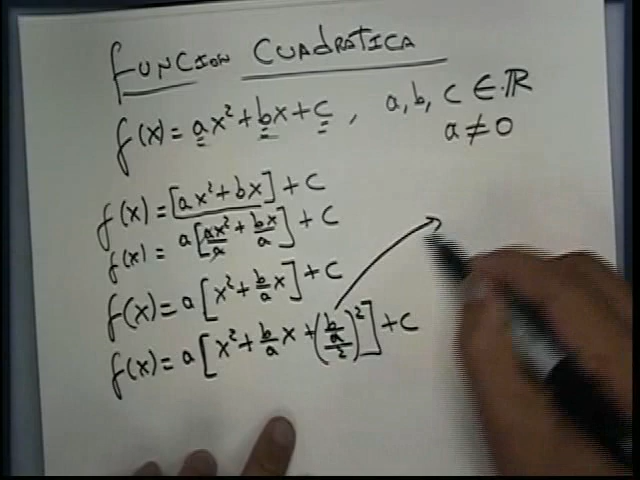 FUNCION CUADRATICA
f(x) = ax² + bx + c , a, b, c ∈ ℝ
a ≠ 0
f(x) = [ax² + bx] + c
f(x) = a[ax²/a + bx/a] + c
f(x) = a[x² + b/a x] + c
f(x) = a[x² + b/a x + (b/a/2)²] + c